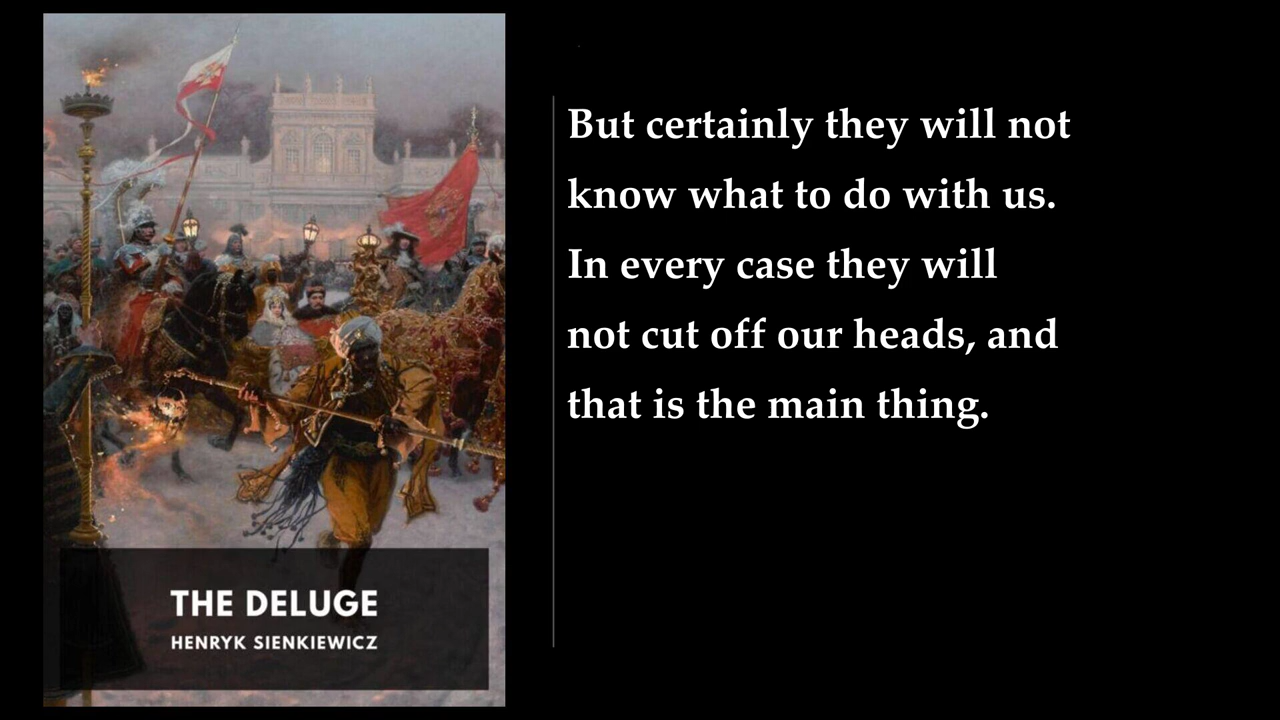 But certainly they will not
know what to do with us.
In every case they will
not cut off our heads, and
that is the main thing.
THE DELUGE
HENRYK SIENKIEWICZ